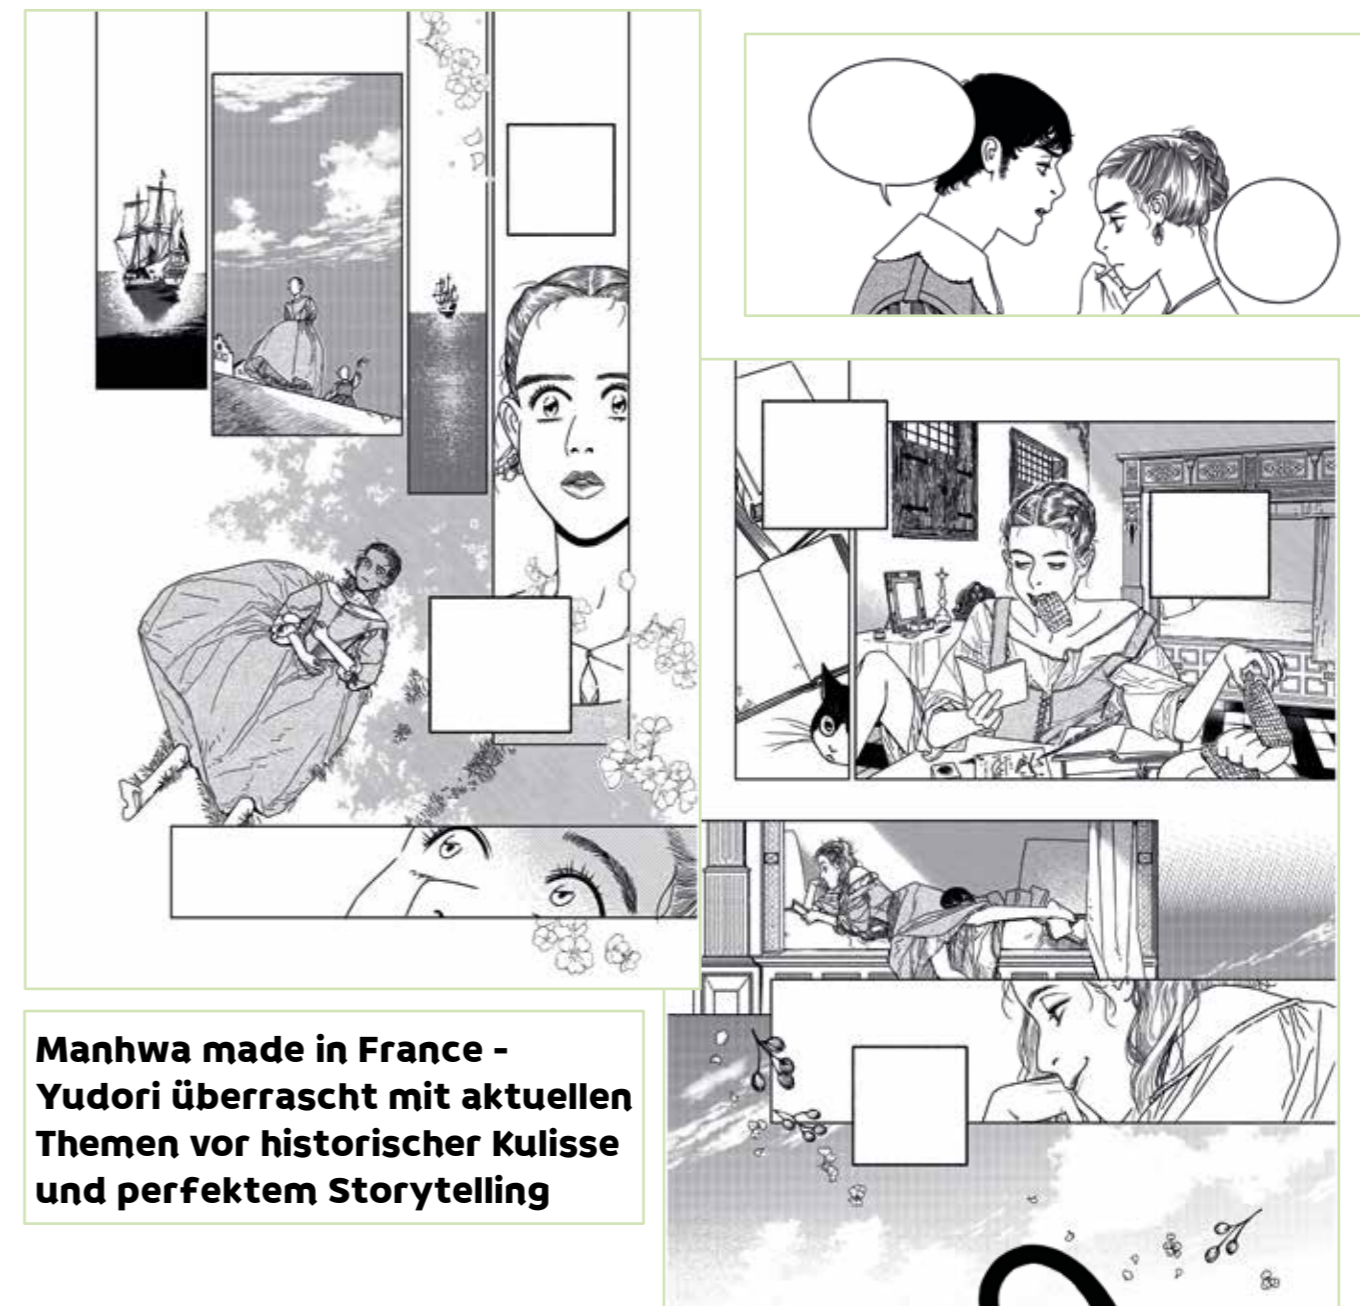 Manhwa made in France -
Yudori überrascht mit aktuellen
Themen vor historischer Kulisse
und perfektem Storytelling